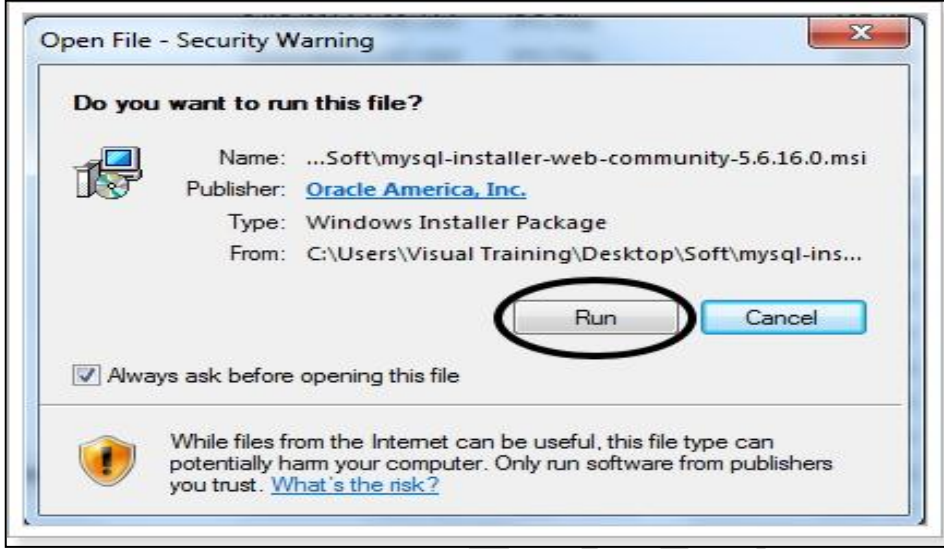 Open File - Security Warning
Do you want to run this file?
Name: ...Soft\mysql-installer-web-community-5.6.16.0.msi
Publisher: Oracle America, Inc.
Type: Windows Installer Package
From: C:\Users\Visual Training\Desktop\Soft\mysql-ins...
Run Cancel
Always ask before opening this file
While files from the Internet can be useful, this file type can
potentially harm your computer. Only run software from publishers
you trust. What's the risk?